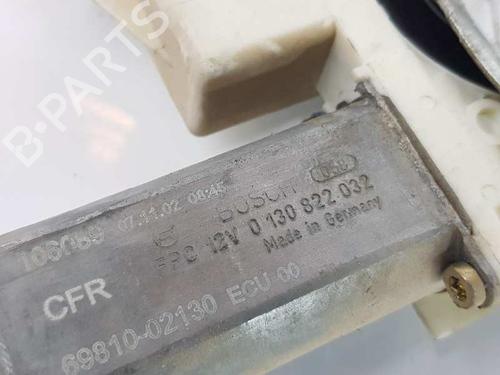 B-PARTS
106069 07.11.02 08:45
BOSCH
FPC 12V 0 130 822 032
Made in Germany
CFR
69810-02130 ECU-00